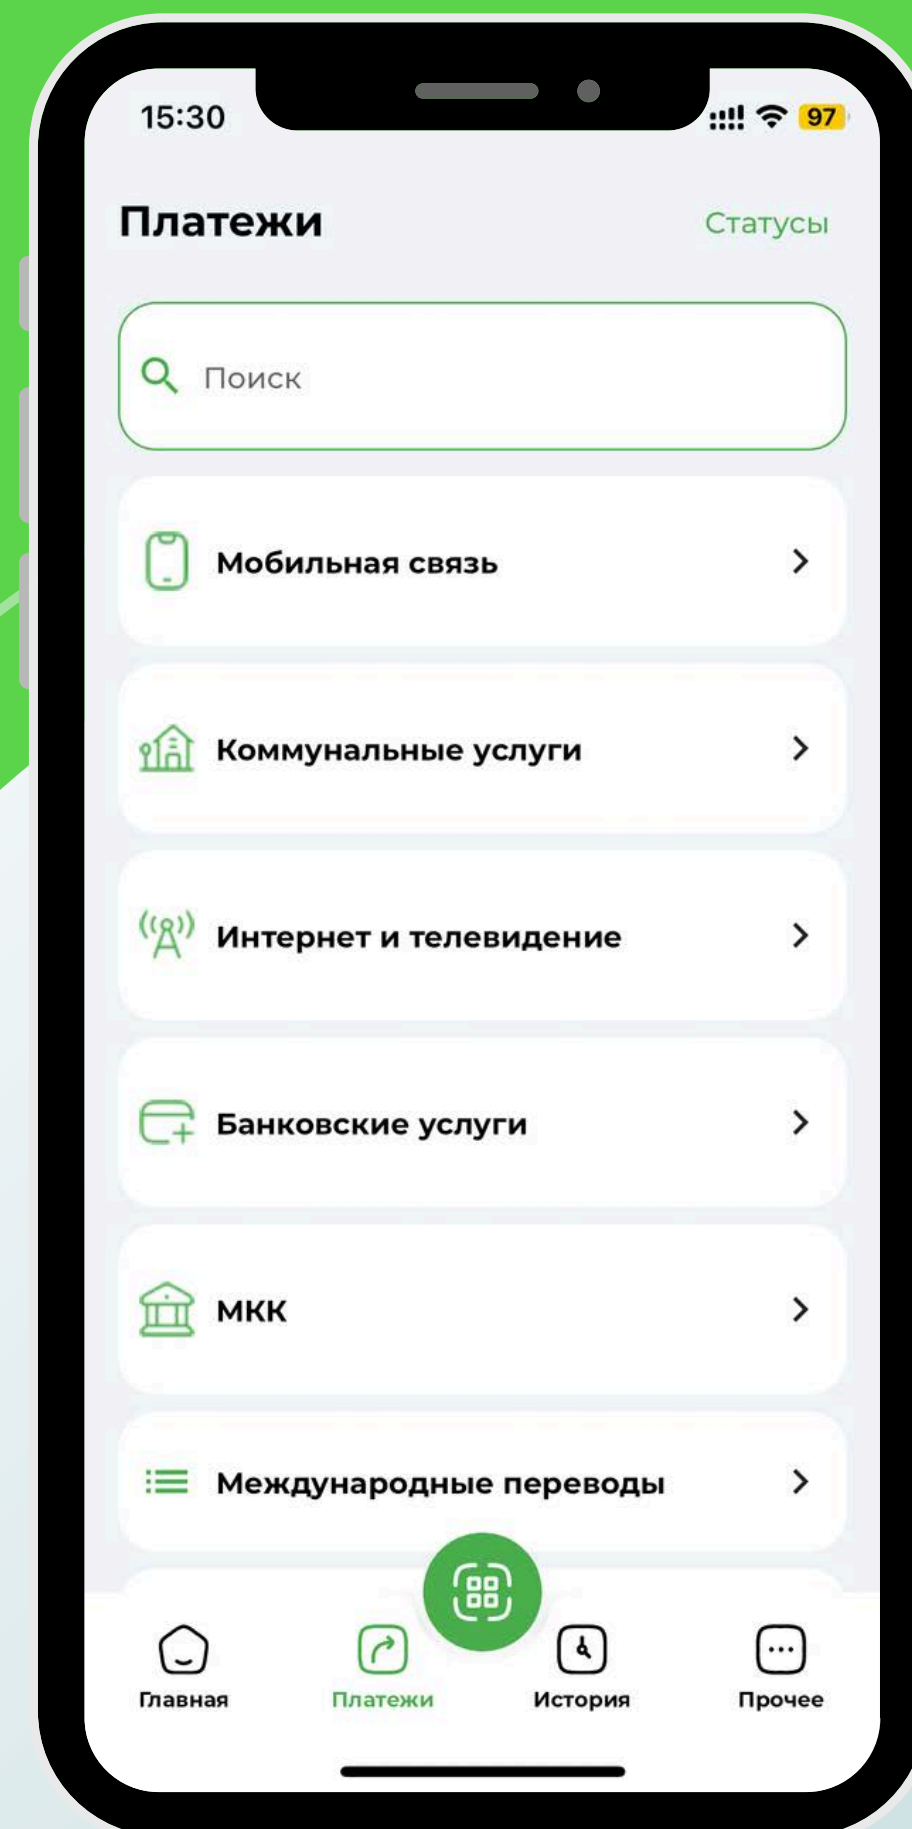 15:30
97
Платежи
Статусы
Поиск
Мобильная связь
Коммунальные услуги
Интернет и телевидение
Банковские услуги
МКК
Международные переводы
Главная
Платежи
История
Прочее